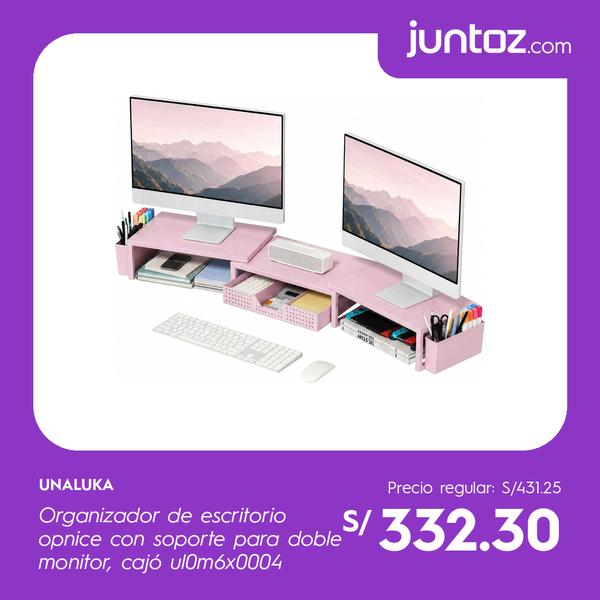 juntoz.com
UNALUKA
Organizador de escritorio
opnice con soporte para doble
monitor, cajó ul0m6x0004
Precio regular: S/431.25
S/ 332.30